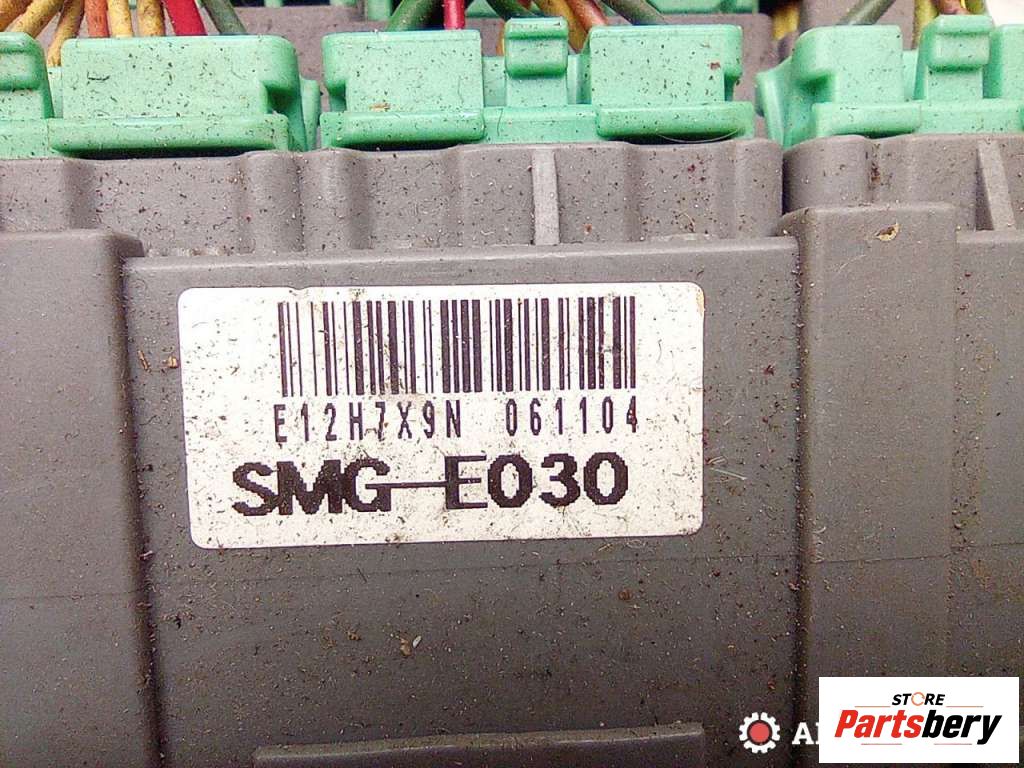 E12H7X9N 061104
SMG-E030
STORE
Partsbery